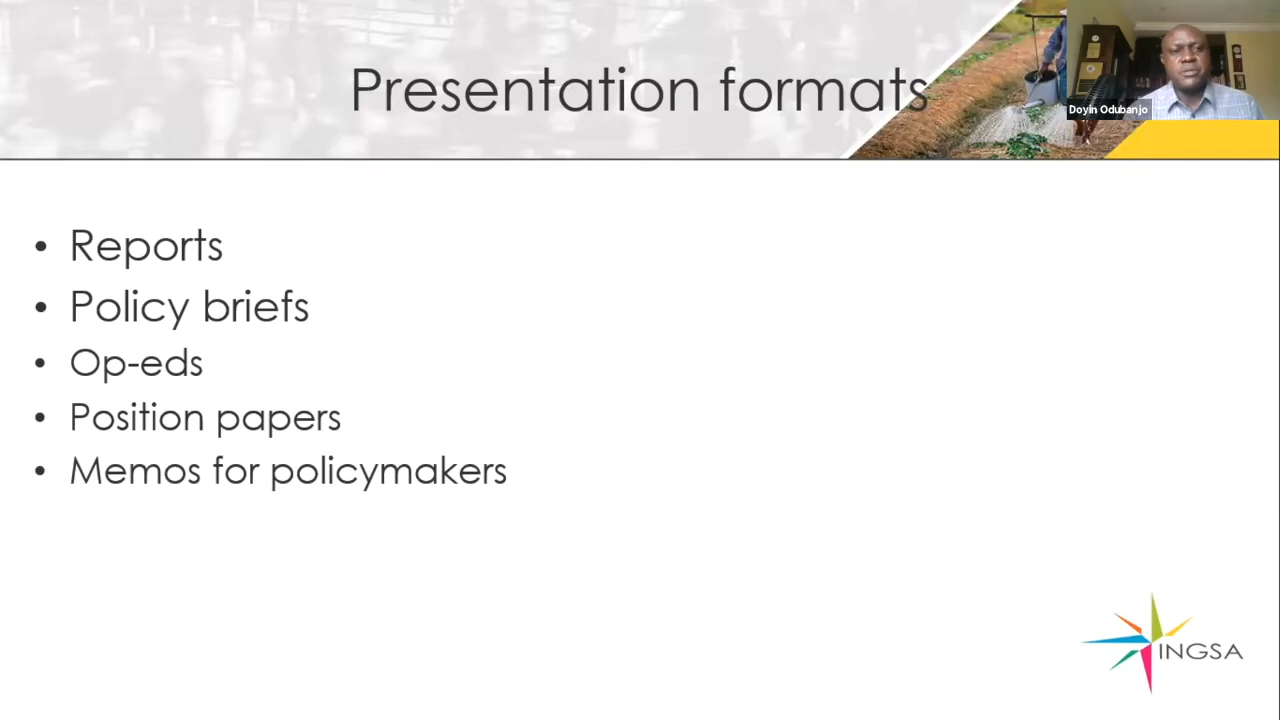 Presentation formats
Doyin Odubanjo
• Reports
• Policy briefs
• Op-eds
• Position papers
• Memos for policymakers
INGSA